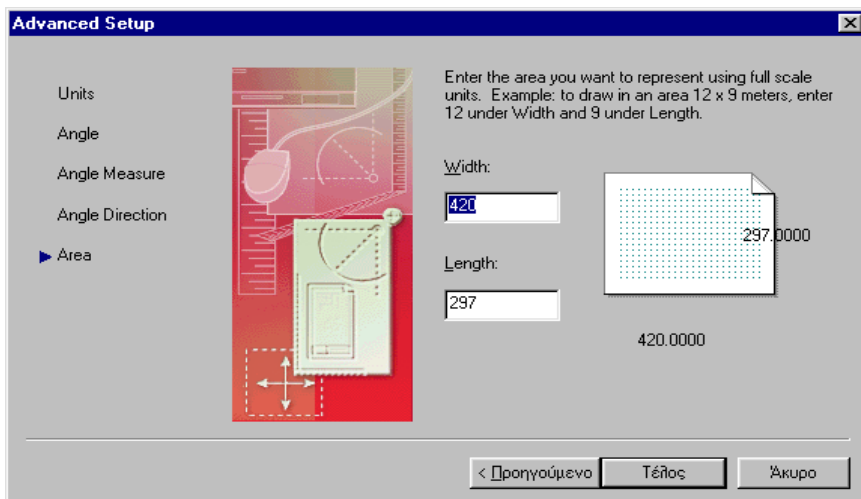 Advanced Setup
Units
Angle
Angle Measure
Angle Direction
Area
Enter the area you want to represent using full scale
units. Example: to draw in an area 12 x 9 meters, enter
12 under Width and 9 under Length.
Width:
420
Length:
297
297.0000
420.0000
< Προηγούμενο
Τέλος
Άκυρο